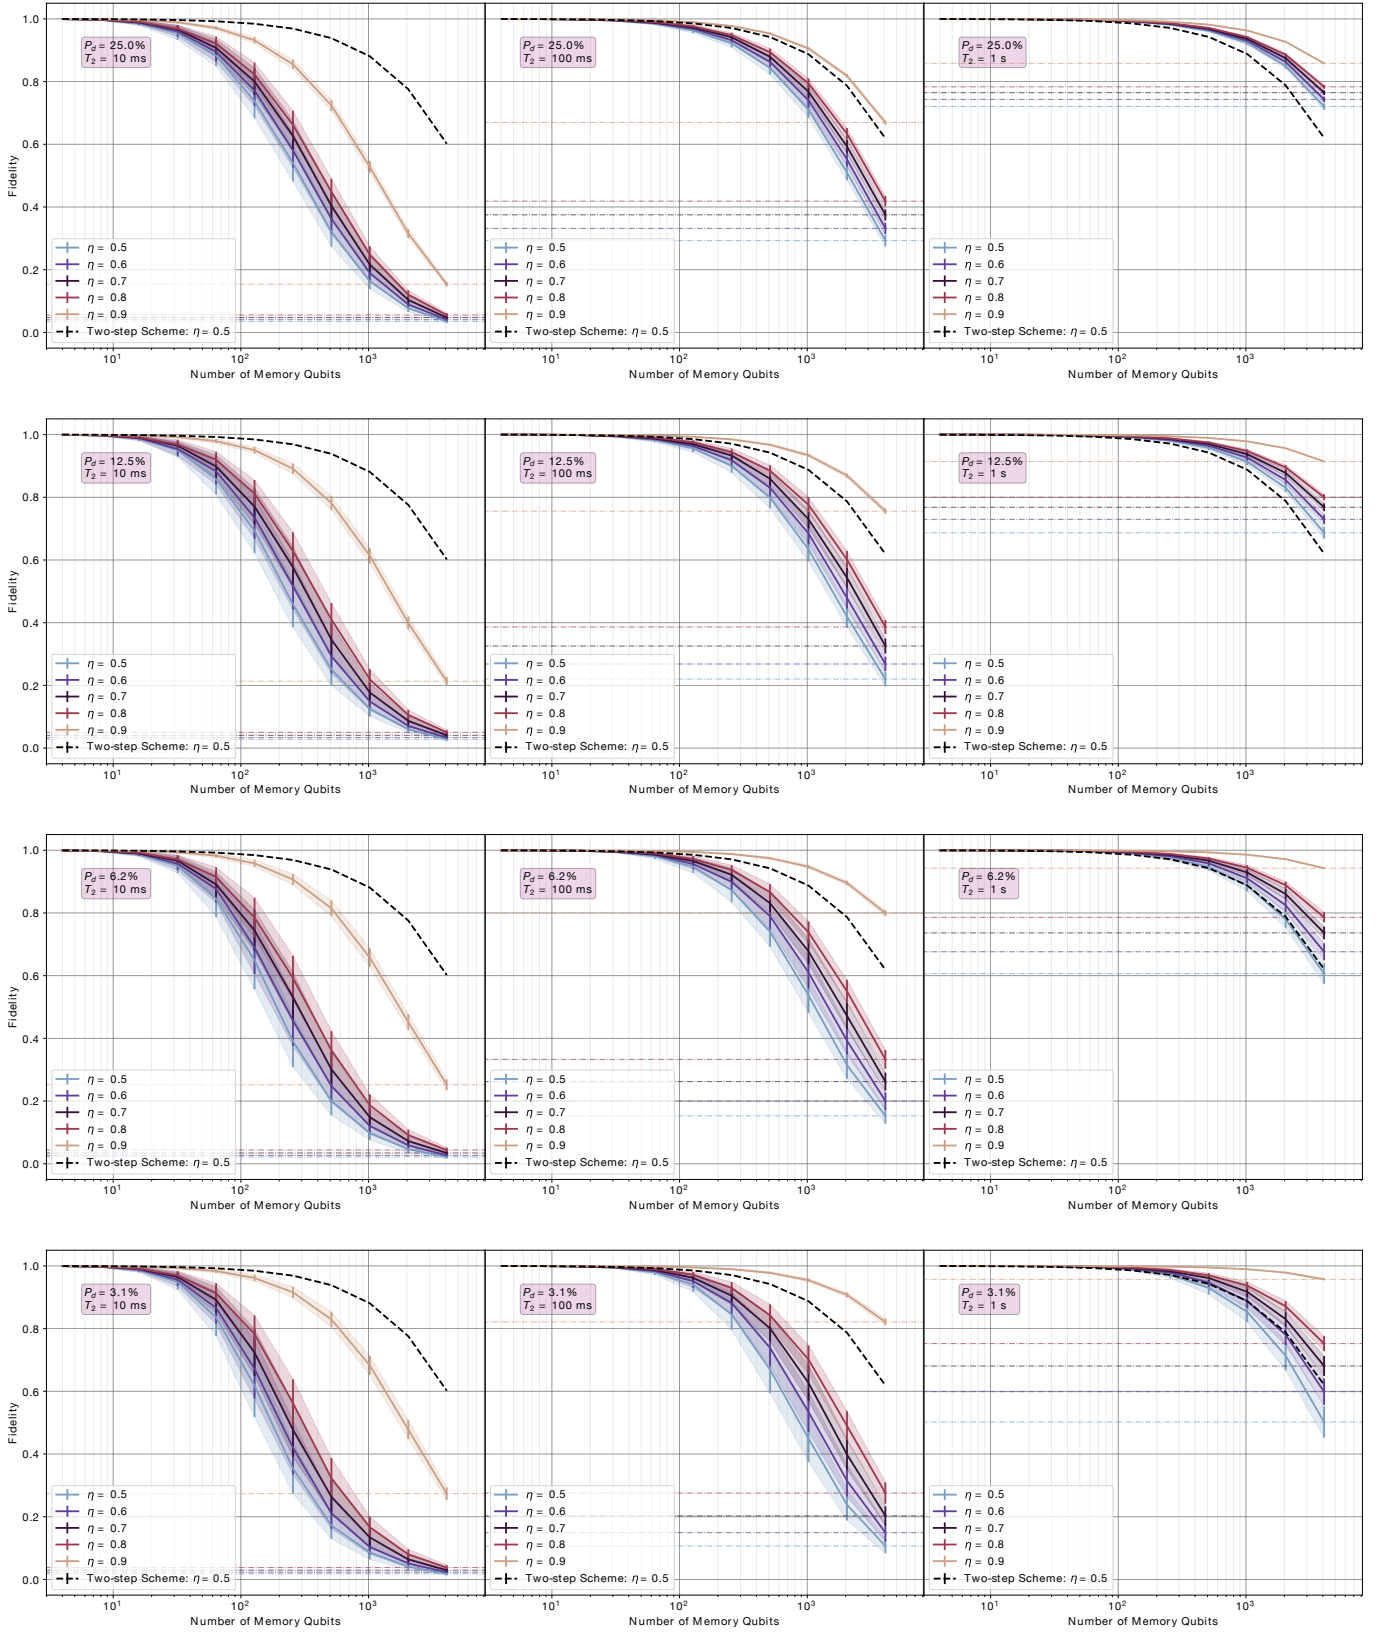 1.0
0.8
0.6
0.4
0.2
0.0
Fidelity
P_d = 25.0%
T_2 = 10 ms
η = 0.5
η = 0.6
η = 0.7
η = 0.8
η = 0.9
Two-step Scheme: η = 0.5
10^1
10^2
10^3
Number of Memory Qubits
P_d = 25.0%
T_2 = 100 ms
η = 0.5
η = 0.6
η = 0.7
η = 0.8
η = 0.9
Two-step Scheme: η = 0.5
10^1
10^2
10^3
Number of Memory Qubits
P_d = 25.0%
T_2 = 1 s
η = 0.5
η = 0.6
η = 0.7
η = 0.8
η = 0.9
Two-step Scheme: η = 0.5
10^1
10^2
10^3
Number of Memory Qubits
1.0
0.8
0.6
0.4
0.2
0.0
Fidelity
P_d = 12.5%
T_2 = 10 ms
η = 0.5
η = 0.6
η = 0.7
η = 0.8
η = 0.9
Two-step Scheme: η = 0.5
10^1
10^2
10^3
Number of Memory Qubits
P_d = 12.5%
T_2 = 100 ms
η = 0.5
η = 0.6
η = 0.7
η = 0.8
η = 0.9
Two-step Scheme: η = 0.5
10^1
10^2
10^3
Number of Memory Qubits
P_d = 12.5%
T_2 = 1 s
η = 0.5
η = 0.6
η = 0.7
η = 0.8
η = 0.9
Two-step Scheme: η = 0.5
10^1
10^2
10^3
Number of Memory Qubits
1.0
0.8
0.6
0.4
0.2
0.0
Fidelity
P_d = 6.2%
T_2 = 10 ms
η = 0.5
η = 0.6
η = 0.7
η = 0.8
η = 0.9
Two-step Scheme: η = 0.5
10^1
10^2
10^3
Number of Memory Qubits
P_d = 6.2%
T_2 = 100 ms
η = 0.5
η = 0.6
η = 0.7
η = 0.8
η = 0.9
Two-step Scheme: η = 0.5
10^1
10^2
10^3
Number of Memory Qubits
P_d = 6.2%
T_2 = 1 s
η = 0.5
η = 0.6
η = 0.7
η = 0.8
η = 0.9
Two-step Scheme: η = 0.5
10^1
10^2
10^3
Number of Memory Qubits
1.0
0.8
0.6
0.4
0.2
0.0
Fidelity
P_d = 3.1%
T_2 = 10 ms
η = 0.5
η = 0.6
η = 0.7
η = 0.8
η = 0.9
Two-step Scheme: η = 0.5
10^1
10^2
10^3
Number of Memory Qubits
P_d = 3.1%
T_2 = 100 ms
η = 0.5
η = 0.6
η = 0.7
η = 0.8
η = 0.9
Two-step Scheme: η = 0.5
10^1
10^2
10^3
Number of Memory Qubits
P_d = 3.1%
T_2 = 1 s
η = 0.5
η = 0.6
η = 0.7
η = 0.8
η = 0.9
Two-step Scheme: η = 0.5
10^1
10^2
10^3
Number of Memory Qubits